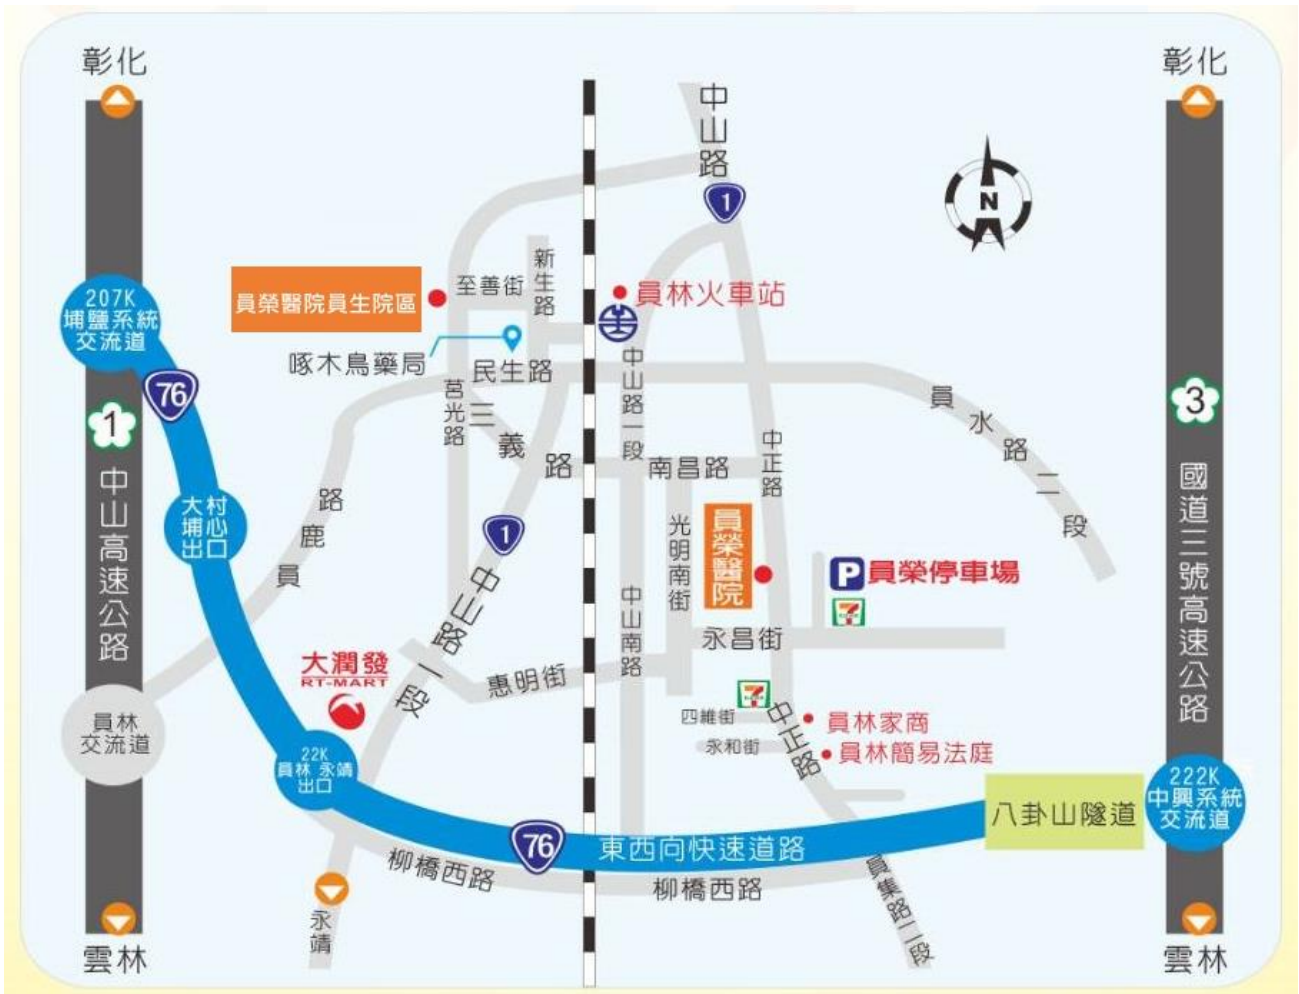 彰化
彰化
中山路
1
N
新生路
至善街
員榮醫院員生院區
員林火車站
207K
埔鹽系統
交流道
啄木鳥藥局
民生路
76
中山路一段
員水路二段
3
1
莒光路
三義路
南昌路
中正路
中山高速公路
國道三號高速公路
大村
埔心
出口
員鹿路
1
中山路一段
光明南街
員榮醫院
P
員榮停車場
7
中山南路
永昌街
大潤發
RT-MART
惠明街
7
四維街
永和街
中正路
員林家商
員林簡易法庭
員林
交流道
22K
員林 永靖
出口
222K
中興系統
交流道
八卦山隧道
76
東西向快速道路
柳橋西路
柳橋西路
員集路二段
永靖
雲林
雲林